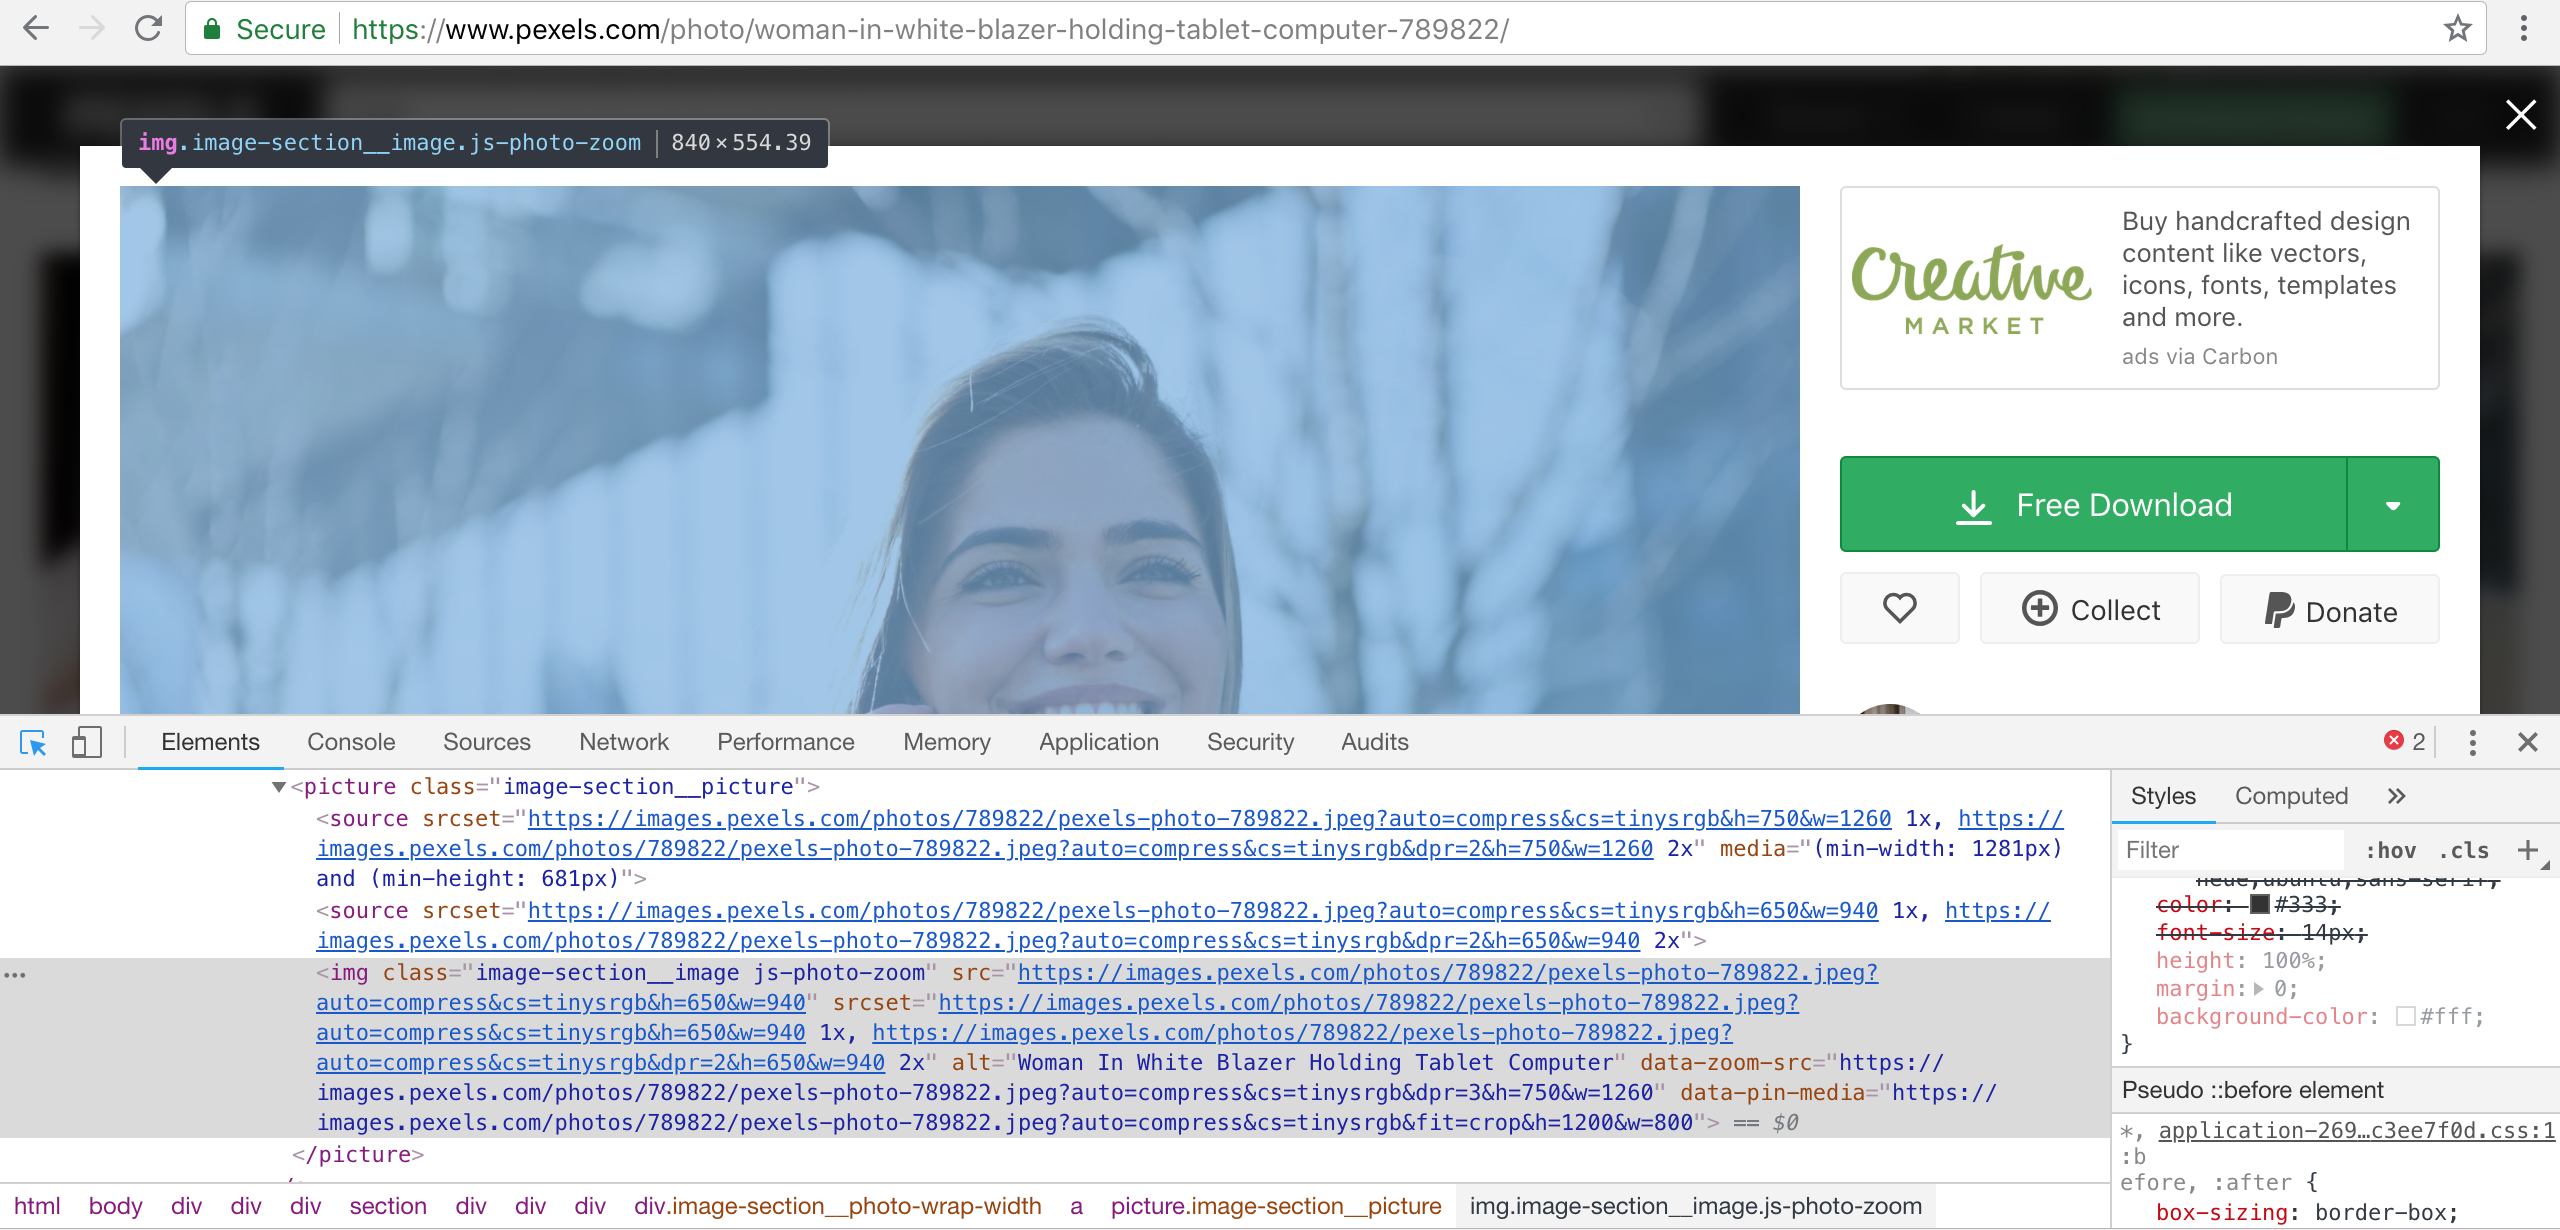 Secure https://www.pexels.com/photo/woman-in-white-blazer-holding-tablet-computer-789822/
img.image-section__image.js-photo-zoom 840×554.39
Buy handcrafted design
content like vectors,
icons, fonts, templates
and more.
ads via Carbon
Creative
MARKET
Free Download
Collect
Donate
Elements Console Sources Network Performance Memory Application Security Audits 2
<picture class="image-section__picture">
<source srcset="https://images.pexels.com/photos/789822/pexels-photo-789822.jpeg?auto=compress&cs=tinysrgb&h=750&w=1260 1x, https://
images.pexels.com/photos/789822/pexels-photo-789822.jpeg?auto=compress&cs=tinysrgb&dpr=2&h=750&w=1260 2x" media="(min-width: 1281px)
and (min-height: 681px)">
<source srcset="https://images.pexels.com/photos/789822/pexels-photo-789822.jpeg?auto=compress&cs=tinysrgb&h=650&w=940 1x, https://
images.pexels.com/photos/789822/pexels-photo-789822.jpeg?auto=compress&cs=tinysrgb&dpr=2&h=650&w=940 2x">
<img class="image-section__image js-photo-zoom" src="https://images.pexels.com/photos/789822/pexels-photo-789822.jpeg?
auto=compress&cs=tinysrgb&h=650&w=940" srcset="https://images.pexels.com/photos/789822/pexels-photo-789822.jpeg?
auto=compress&cs=tinysrgb&h=650&w=940 1x, https://images.pexels.com/photos/789822/pexels-photo-789822.jpeg?
auto=compress&cs=tinysrgb&dpr=2&h=650&w=940 2x" alt="Woman In White Blazer Holding Tablet Computer" data-zoom-src="https://
images.pexels.com/photos/789822/pexels-photo-789822.jpeg?auto=compress&cs=tinysrgb&dpr=3&h=750&w=1260" data-pin-media="https://
images.pexels.com/photos/789822/pexels-photo-789822.jpeg?auto=compress&cs=tinysrgb&fit=crop&h=1200&w=800"> == $0
</picture>
html body div div div section div div div div.image-section__photo-wrap-width a picture.image-section__picture img.image-section__image.js-photo-zoom
Styles Computed »
Filter :hov .cls +
neue,ubuntu,sans-serif;
color: #333;
font-size: 14px;
height: 100%;
margin: 0;
background-color: #fff;
}
Pseudo ::before element
*, application-269…c3ee7f0d.css:1
:b
efore, :after {
box-sizing: border-box;